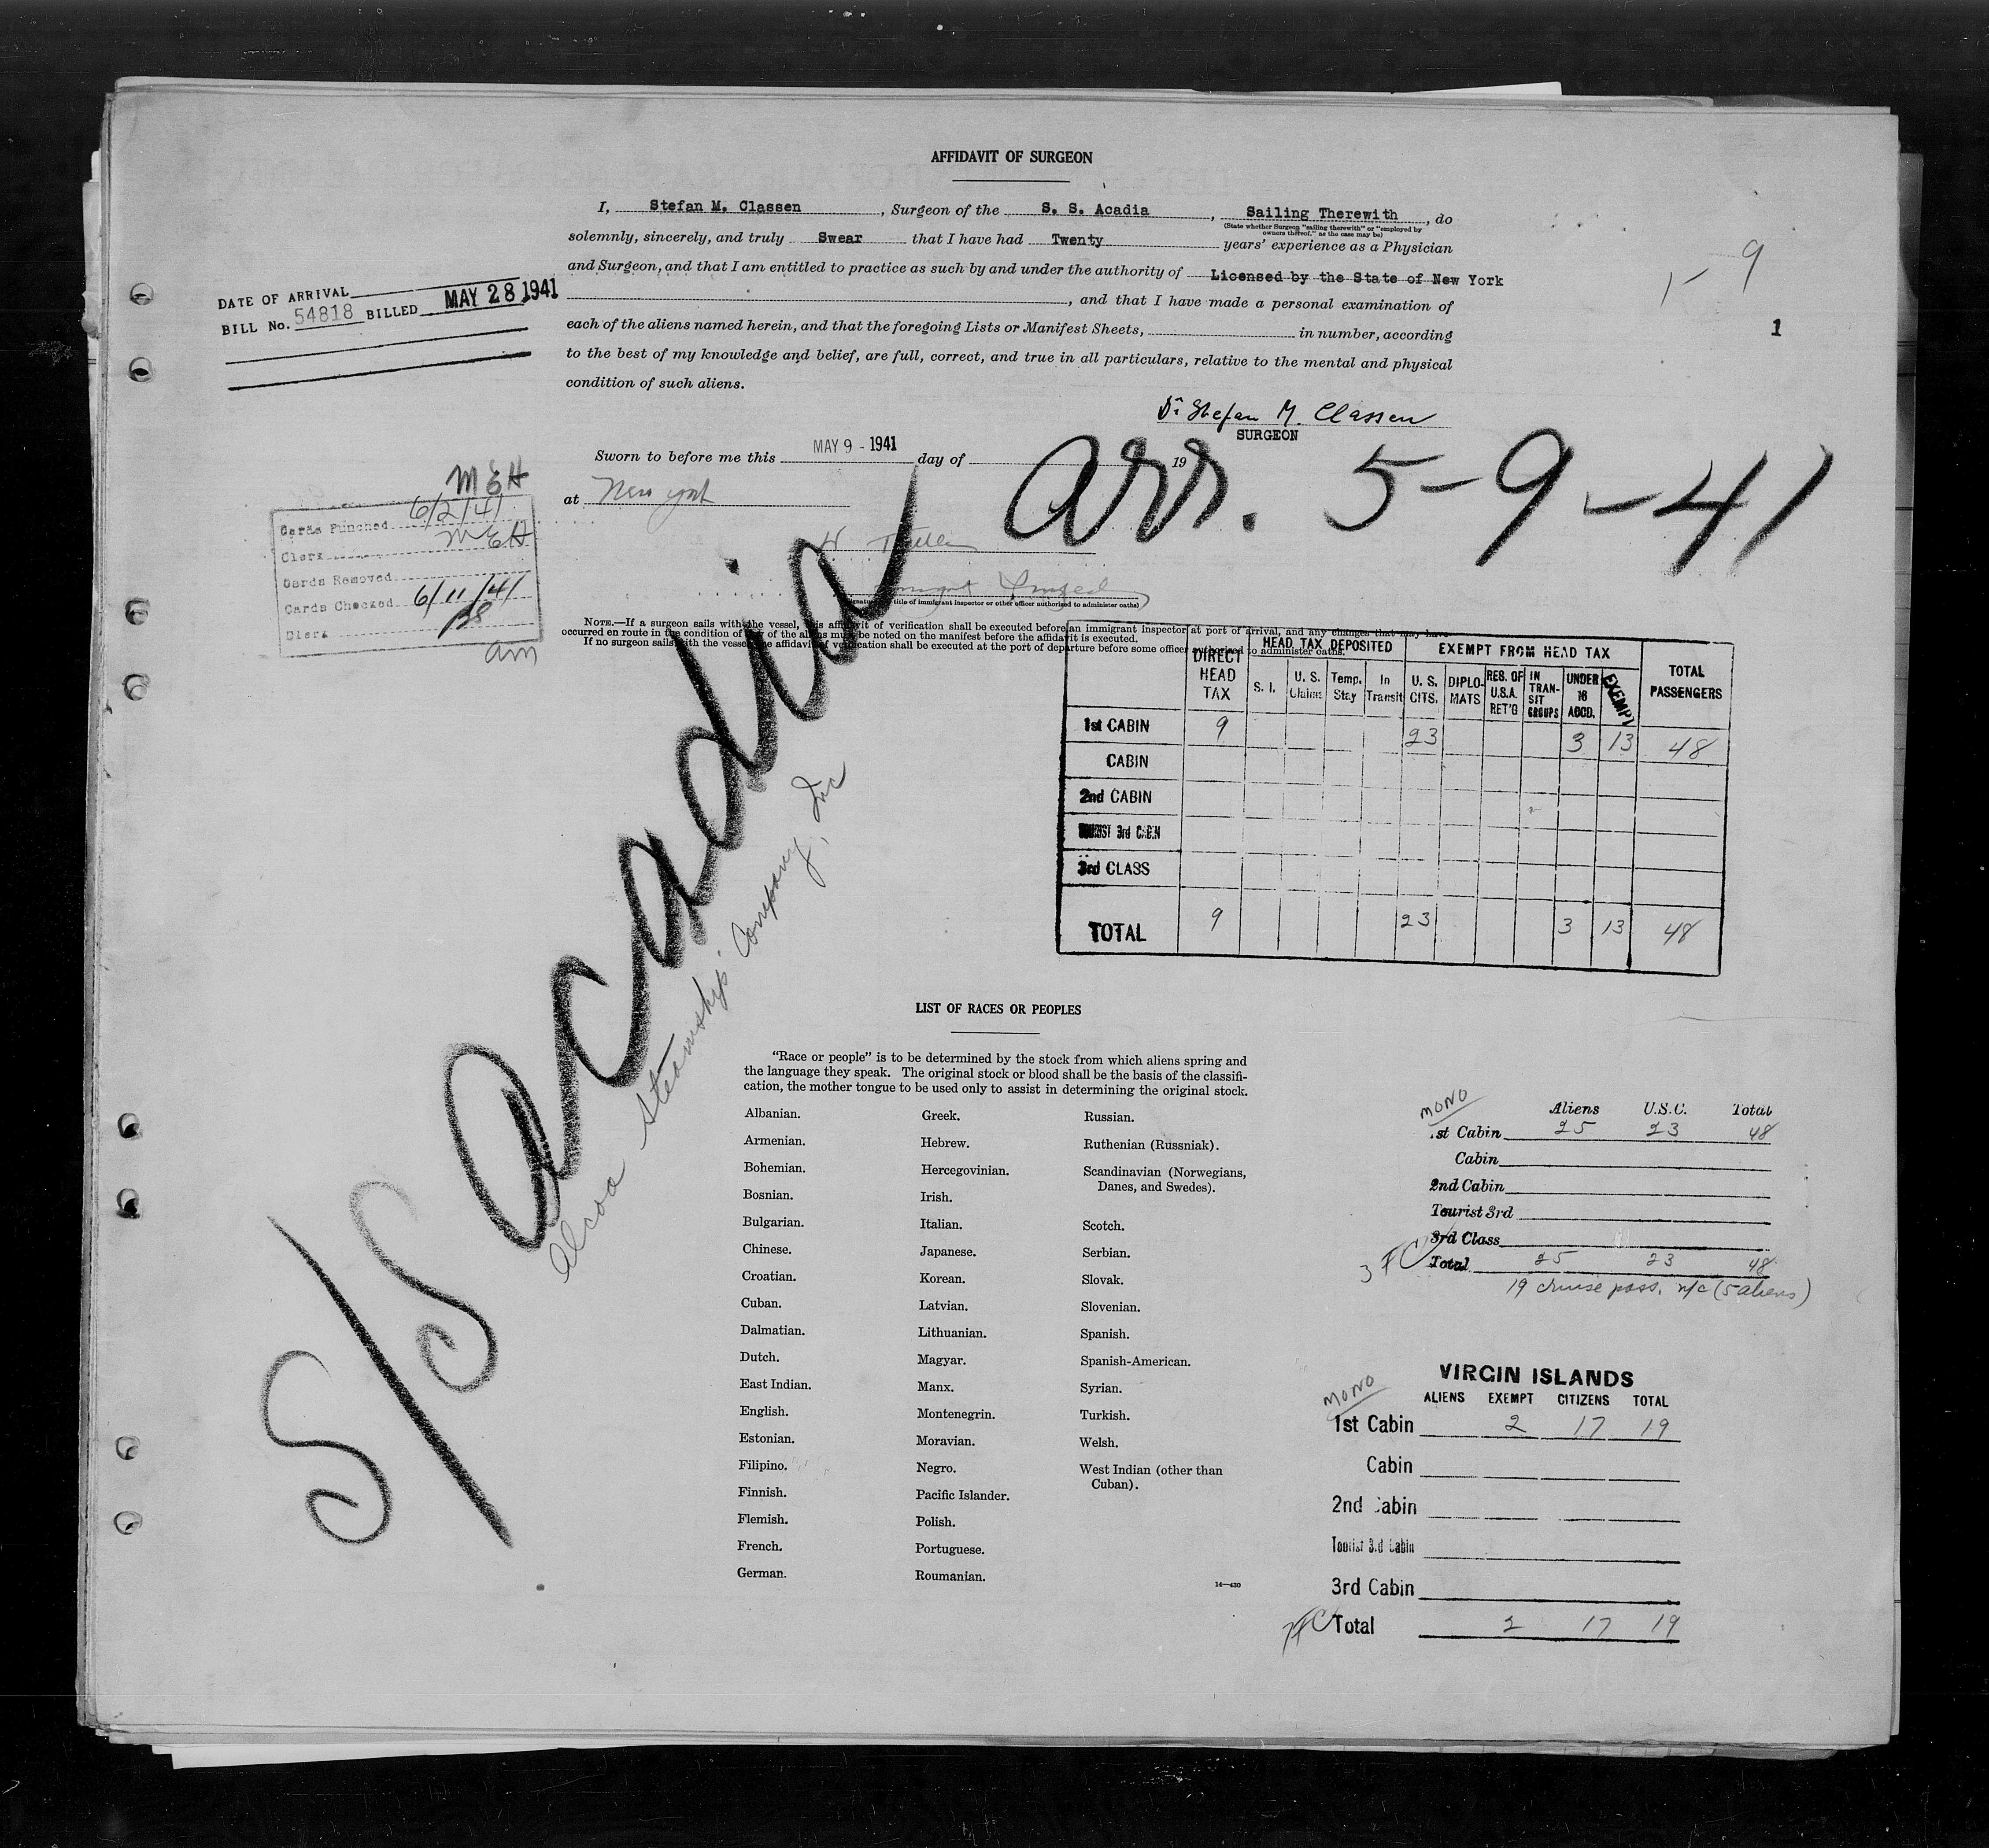 AFFIDAVIT OF SURGEON
I, Stefan M. Classen, Surgeon of the S. S. Acadia, Sailing Therewith, do
(State whether Surgeon "sailing therewith" or "employed by
owners thereof," as the case may be)
solemnly, sincerely, and truly Swear that I have had Twenty years' experience as a Physician
and Surgeon, and that I am entitled to practice as such by and under the authority of Licensed by the State of New York
, and that I have made a personal examination of
each of the aliens named herein, and that the foregoing Lists or Manifest Sheets, in number, according
to the best of my knowledge and belief, are full, correct, and true in all particulars, relative to the mental and physical
condition of such aliens.
9
1
DATE OF ARRIVAL
BILL No. 54818 BILLED MAY 28 1941
Dr Stefan M. Classen
SURGEON
Sworn to before me this MAY 9 - 1941 day of 19
at New York
arr. 5-9-41
MEH
Cards Punched 6/2/41
Clerk MEH
Cards Removed
Cards Checked 6/11/41
Clerk
am
title of immigrant inspector or other officer authorized to administer oaths)
NOTE.—If a surgeon sails with the vessel, this affidavit of verification shall be executed before an immigrant inspector at port of arrival, and any changes that may have
occurred en route in the condition of any of the aliens must be noted on the manifest before the affidavit is executed.
If no surgeon sails with the vessel, the affidavit of verification shall be executed at the port of departure before some officer authorized to administer oaths.
S/S Acadia
Alcoa Steamship Company, Inc
DIRECT HEAD TAX
HEAD TAX DEPOSITED
EXEMPT FROM HEAD TAX
TOTAL PASSENGERS
S. I. U. S. Claims Temp. Stay In Transit U. S. CITS. DIPLOMATS RES. OF U.S.A. RET'G IN TRANSIT GROUPS UNDER 16 ACCD. EXEMPT
1st CABIN 9 23 3 13 48
CABIN
2nd CABIN
TOURIST 3rd CABIN
3rd CLASS
TOTAL 9 23 3 13 48
LIST OF RACES OR PEOPLES
"Race or people" is to be determined by the stock from which aliens spring and
the language they speak. The original stock or blood shall be the basis of the classifi-
cation, the mother tongue to be used only to assist in determining the original stock.
Albanian.
Armenian.
Bohemian.
Bosnian.
Bulgarian.
Chinese.
Croatian.
Cuban.
Dalmatian.
Dutch.
East Indian.
English.
Estonian.
Filipino.
Finnish.
Flemish.
French.
German.
Greek.
Hebrew.
Hercegovinian.
Irish.
Italian.
Japanese.
Korean.
Latvian.
Lithuanian.
Magyar.
Manx.
Montenegrin.
Moravian.
Negro.
Pacific Islander.
Polish.
Portuguese.
Roumanian.
Russian.
Ruthenian (Russniak).
Scandinavian (Norwegians,
Danes, and Swedes).
Scotch.
Serbian.
Slovak.
Slovenian.
Spanish.
Spanish-American.
Syrian.
Turkish.
Welsh.
West Indian (other than
Cuban).
14—430
MONO
Aliens U.S.C. Total
1st Cabin 25 23 48
Cabin
2nd Cabin
Tourist 3rd
3rd Class
Total 25 23 48
19 cruise pass. n/c (5 aliens)
VIRGIN ISLANDS
MONO
ALIENS EXEMPT CITIZENS TOTAL
1st Cabin 2 17 19
Cabin
2nd Cabin
Tourist 3rd Cabin
3rd Cabin
Total 2 17 19